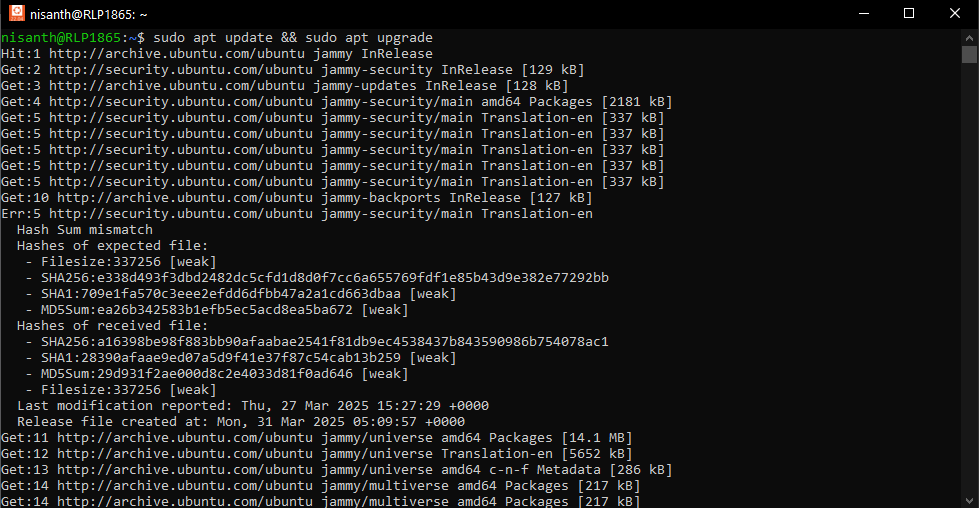 nisanth@RLP1865: ~
nisanth@RLP1865:~$ sudo apt update && sudo apt upgrade
Hit:1 http://archive.ubuntu.com/ubuntu jammy InRelease
Get:2 http://security.ubuntu.com/ubuntu jammy-security InRelease [129 kB]
Get:3 http://archive.ubuntu.com/ubuntu jammy-updates InRelease [128 kB]
Get:4 http://security.ubuntu.com/ubuntu jammy-security/main amd64 Packages [2181 kB]
Get:5 http://security.ubuntu.com/ubuntu jammy-security/main Translation-en [337 kB]
Get:5 http://security.ubuntu.com/ubuntu jammy-security/main Translation-en [337 kB]
Get:5 http://security.ubuntu.com/ubuntu jammy-security/main Translation-en [337 kB]
Get:5 http://security.ubuntu.com/ubuntu jammy-security/main Translation-en [337 kB]
Get:5 http://security.ubuntu.com/ubuntu jammy-security/main Translation-en [337 kB]
Get:10 http://archive.ubuntu.com/ubuntu jammy-backports InRelease [127 kB]
Err:5 http://security.ubuntu.com/ubuntu jammy-security/main Translation-en
  Hash Sum mismatch
  Hashes of expected file:
   - Filesize:337256 [weak]
   - SHA256:e338d493f3dbd2482dc5cfd1d8d0f7cc6a655769fdf1e85b43d9e382e77292bb
   - SHA1:709e1fa570c3eee2efdd6dfbb47a2a1cd663dbaa [weak]
   - MD5Sum:ea26b342583b1efb5ec5acd8ea5ba672 [weak]
  Hashes of received file:
   - SHA256:a16398be98f883bb90afaabae2541f81db9ec4538437b843590986b754078ac1
   - SHA1:28390afaae9ed07a5d9f41e37f87c54cab13b259 [weak]
   - MD5Sum:29d931f2ae000d8c2e4033d81f0ad646 [weak]
   - Filesize:337256 [weak]
  Last modification reported: Thu, 27 Mar 2025 15:27:29 +0000
  Release file created at: Mon, 31 Mar 2025 05:09:57 +0000
Get:11 http://archive.ubuntu.com/ubuntu jammy/universe amd64 Packages [14.1 MB]
Get:12 http://archive.ubuntu.com/ubuntu jammy/universe Translation-en [5652 kB]
Get:13 http://archive.ubuntu.com/ubuntu jammy/universe amd64 c-n-f Metadata [286 kB]
Get:14 http://archive.ubuntu.com/ubuntu jammy/multiverse amd64 Packages [217 kB]
Get:14 http://archive.ubuntu.com/ubuntu jammy/multiverse amd64 Packages [217 kB]